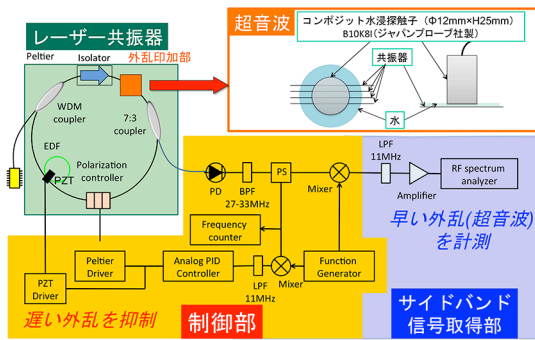 レーザー共振器
Peltier
Isolator
外乱印加部
WDM
coupler
7:3
coupler
EDF
PZT
Polarization
controller
超音波
コンポジット水浸探触子（Φ12mm×H25mm）
B10K8I（ジャパンプローブ社製）
共振器
水
PD
BPF
27-33MHz
PS
Mixer
LPF
11MHz
Amplifier
RF spectrum
analyzer
Frequency
counter
Peltier
Driver
Analog PID
Controller
LPF
11MHz
Mixer
Function
Generator
PZT
Driver
遅い外乱を抑制
制御部
早い外乱(超音波)
を計測
サイドバンド
信号取得部